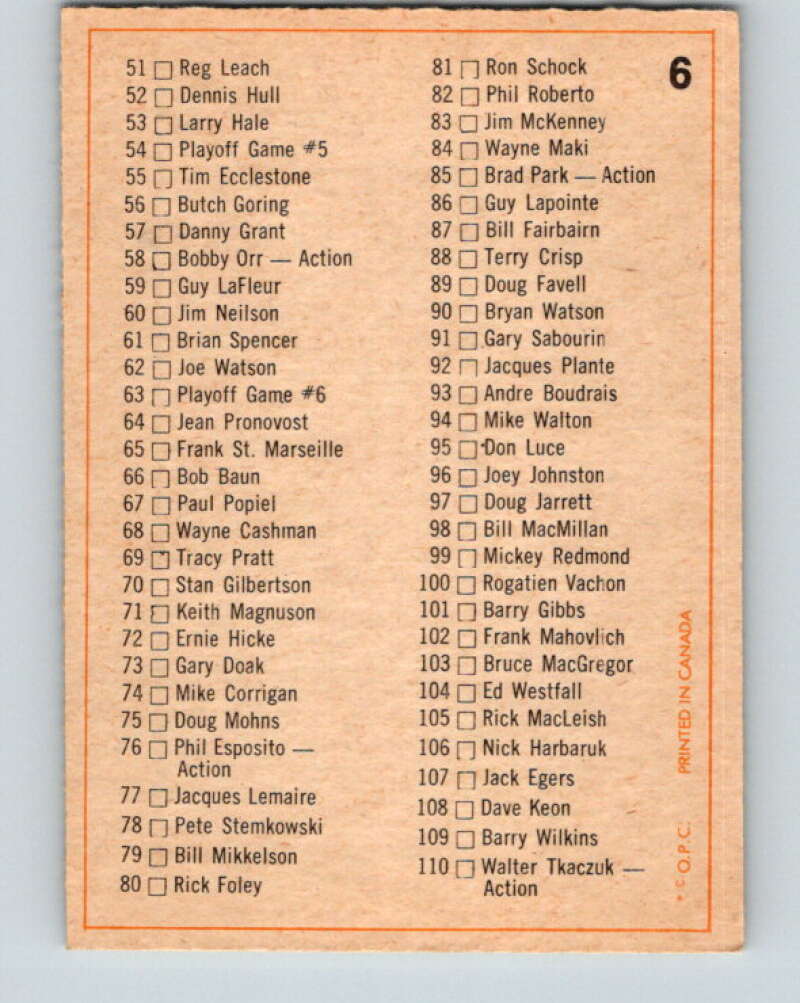 51 Reg Leach
52 Dennis Hull
53 Larry Hale
54 Playoff Game #5
55 Tim Ecclestone
56 Butch Goring
57 Danny Grant
58 Bobby Orr — Action
59 Guy LaFleur
60 Jim Neilson
61 Brian Spencer
62 Joe Watson
63 Playoff Game #6
64 Jean Pronovost
65 Frank St. Marseille
66 Bob Baun
67 Paul Popiel
68 Wayne Cashman
69 Tracy Pratt
70 Stan Gilbertson
71 Keith Magnuson
72 Ernie Hicke
73 Gary Doak
74 Mike Corrigan
75 Doug Mohns
76 Phil Esposito —
Action
77 Jacques Lemaire
78 Pete Stemkowski
79 Bill Mikkelson
80 Rick Foley
81 Ron Schock
82 Phil Roberto
83 Jim McKenney
84 Wayne Maki
85 Brad Park — Action
86 Guy Lapointe
87 Bill Fairbairn
88 Terry Crisp
89 Doug Favell
90 Bryan Watson
91 Gary Sabourin
92 Jacques Plante
93 Andre Boudrais
94 Mike Walton
95 Don Luce
96 Joey Johnston
97 Doug Jarrett
98 Bill MacMillan
99 Mickey Redmond
100 Rogatien Vachon
101 Barry Gibbs
102 Frank Mahovlich
103 Bruce MacGregor
104 Ed Westfall
105 Rick MacLeish
106 Nick Harbaruk
107 Jack Egers
108 Dave Keon
109 Barry Wilkins
110 Walter Tkaczuk —
Action
6
* © O.P.C. PRINTED IN CANADA